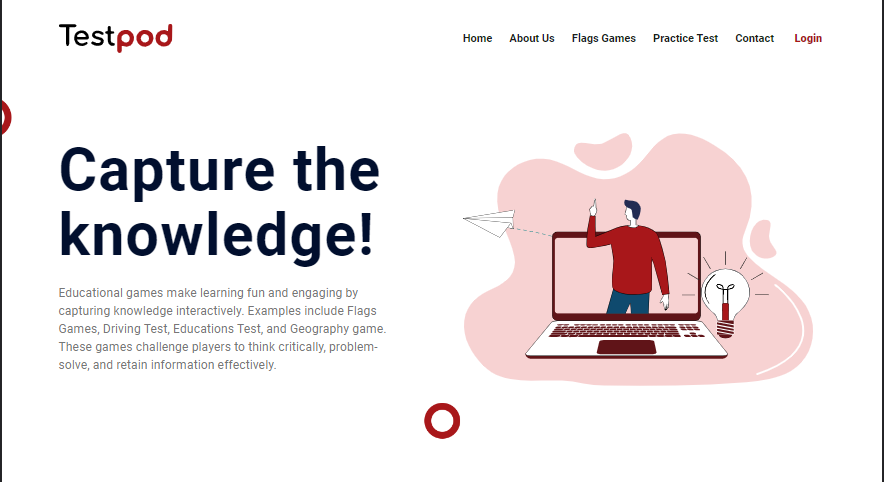 Testpod
Home About Us Flags Games Practice Test Contact Login
Capture the
knowledge!
Educational games make learning fun and engaging by
capturing knowledge interactively. Examples include Flags
Games, Driving Test, Educations Test, and Geography game.
These games challenge players to think critically, problem-
solve, and retain information effectively.